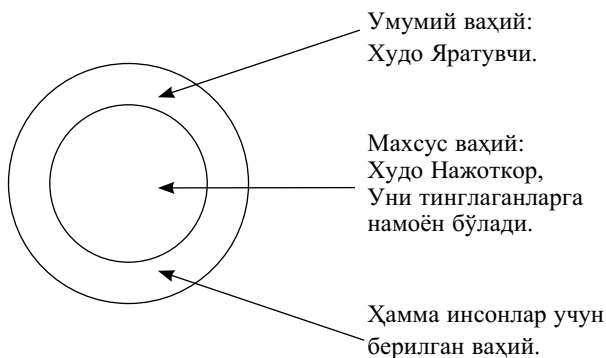 Умумий ваҳий:
Худо Яратувчи.
Махсус ваҳий:
Худо Нажоткор,
Уни тинглаганларга
намоён бўлади.
Ҳамма инсонлар учун
берилган ваҳий.